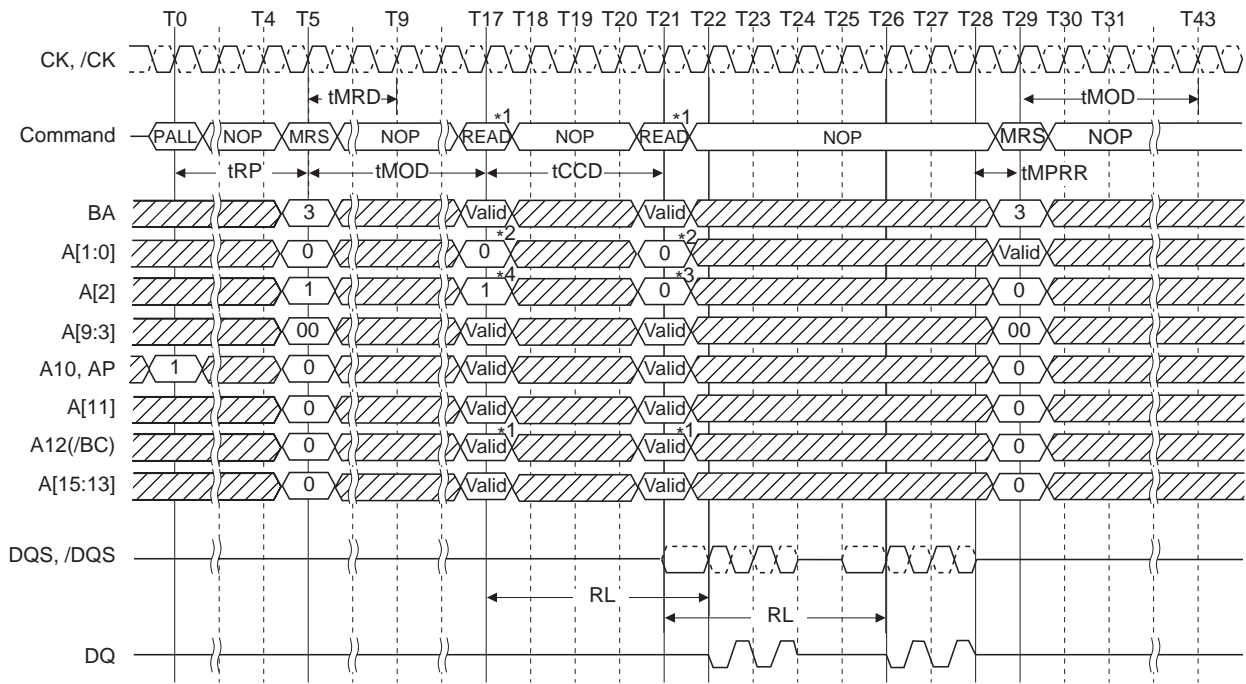 T0 T4 T5 T9 T17 T18 T19 T20 T21 T22 T23 T24 T25 T26 T27 T28 T29 T30 T31 T43
CK, /CK
tMRD tMOD
*1 *1
Command PALL NOP MRS NOP READ NOP READ NOP MRS NOP
tRP tMOD tCCD tMPRR
BA 3 Valid Valid 3
*2 *2
A[1:0] 0 0 0 Valid
*4 *3
A[2] 1 1 0 0
A[9:3] 00 Valid Valid 00
A10, AP 1 0 Valid Valid 0
A[11] 0 Valid Valid 0
*1 *1
A12(/BC) 0 Valid Valid 0
A[15:13] 0 Valid Valid 0
DQS, /DQS
RL
RL
DQ